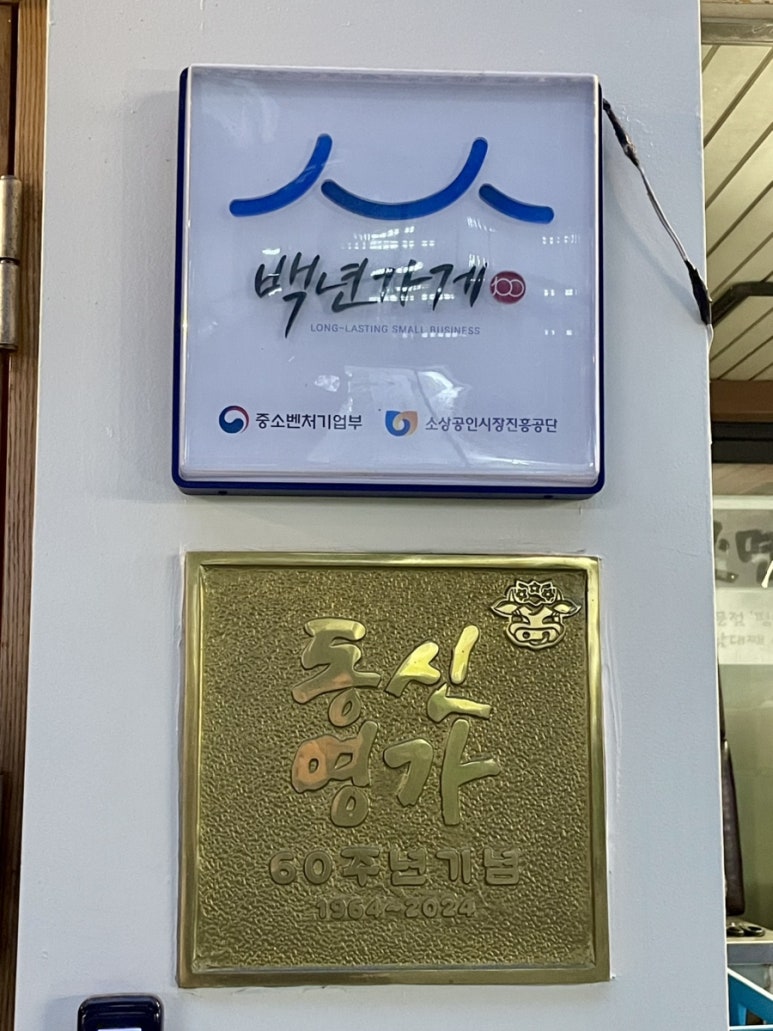 백년가게 100
LONG-LASTING SMALL BUSINESS
중소벤처기업부 소상공인시장진흥공단
동신
명가
60주년기념
1964~2024